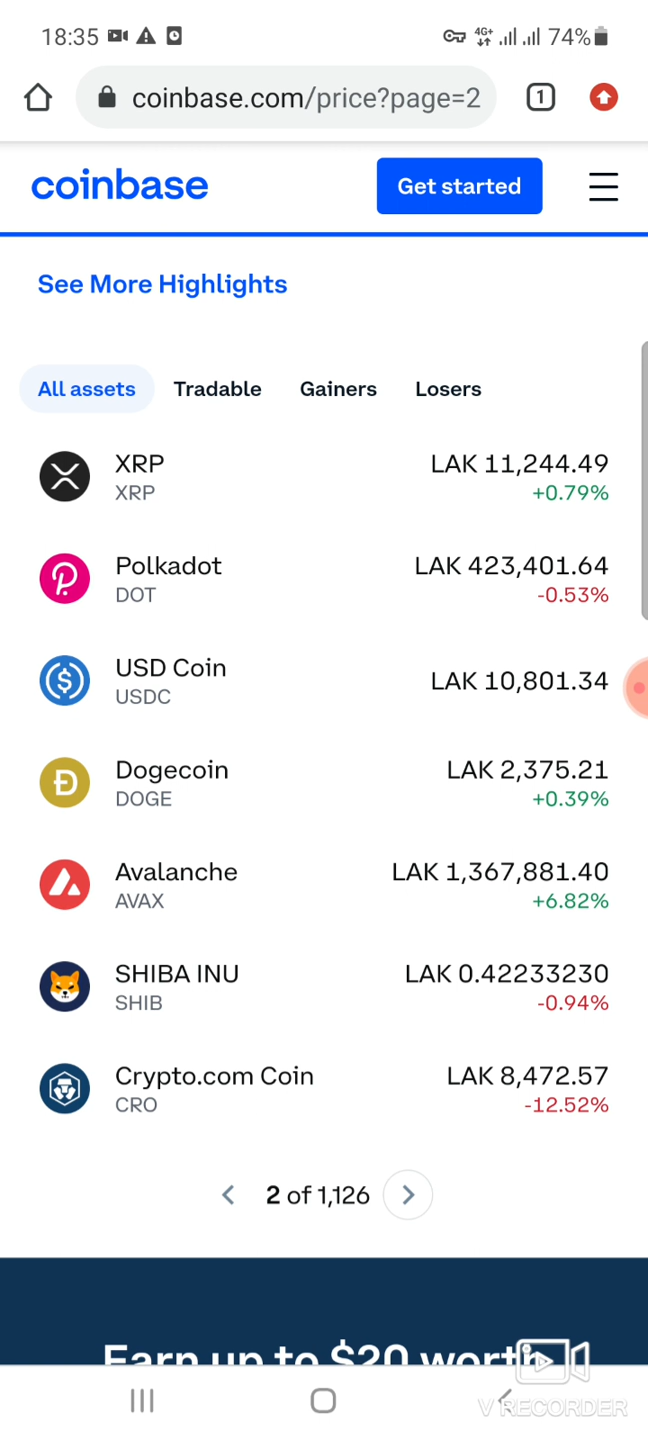 18:35 4G+ 74%
coinbase.com/price?page=2 1
coinbase Get started
See More Highlights
All assets Tradable Gainers Losers
XRP LAK 11,244.49
XRP +0.79%
Polkadot LAK 423,401.64
DOT -0.53%
USD Coin LAK 10,801.34
USDC
Dogecoin LAK 2,375.21
DOGE +0.39%
Avalanche LAK 1,367,881.40
AVAX +6.82%
SHIBA INU LAK 0.42233230
SHIB -0.94%
Crypto.com Coin LAK 8,472.57
CRO -12.52%
2 of 1,126
Earn up to $20 worth
V RECORDER